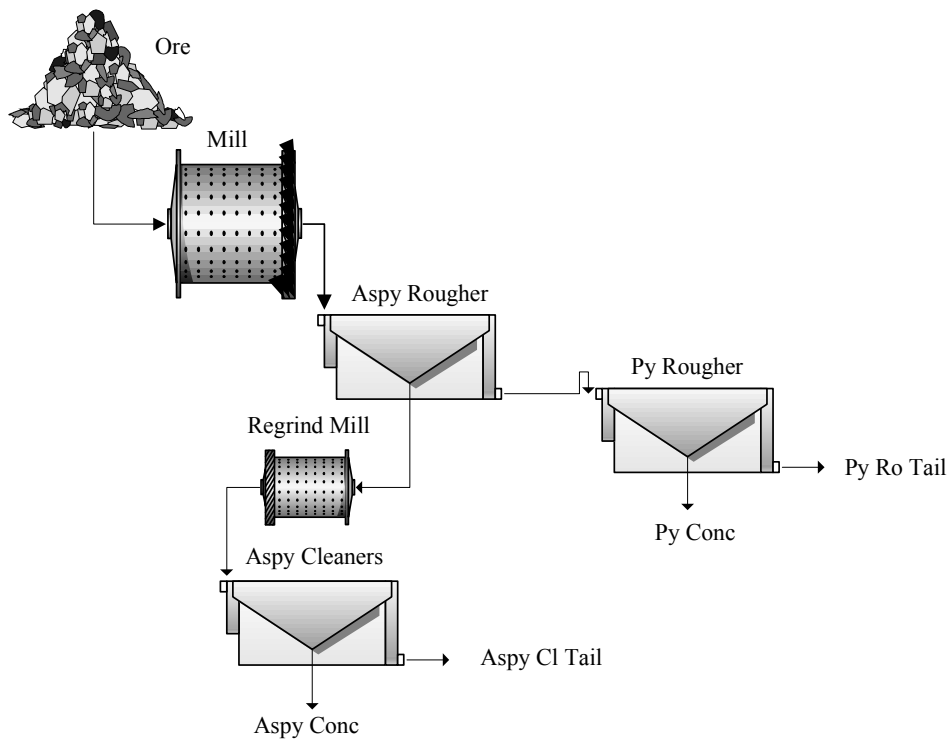 Ore
Mill
Aspy Rougher
Py Rougher
Regrind Mill
Py Ro Tail
Py Conc
Aspy Cleaners
Aspy Cl Tail
Aspy Conc